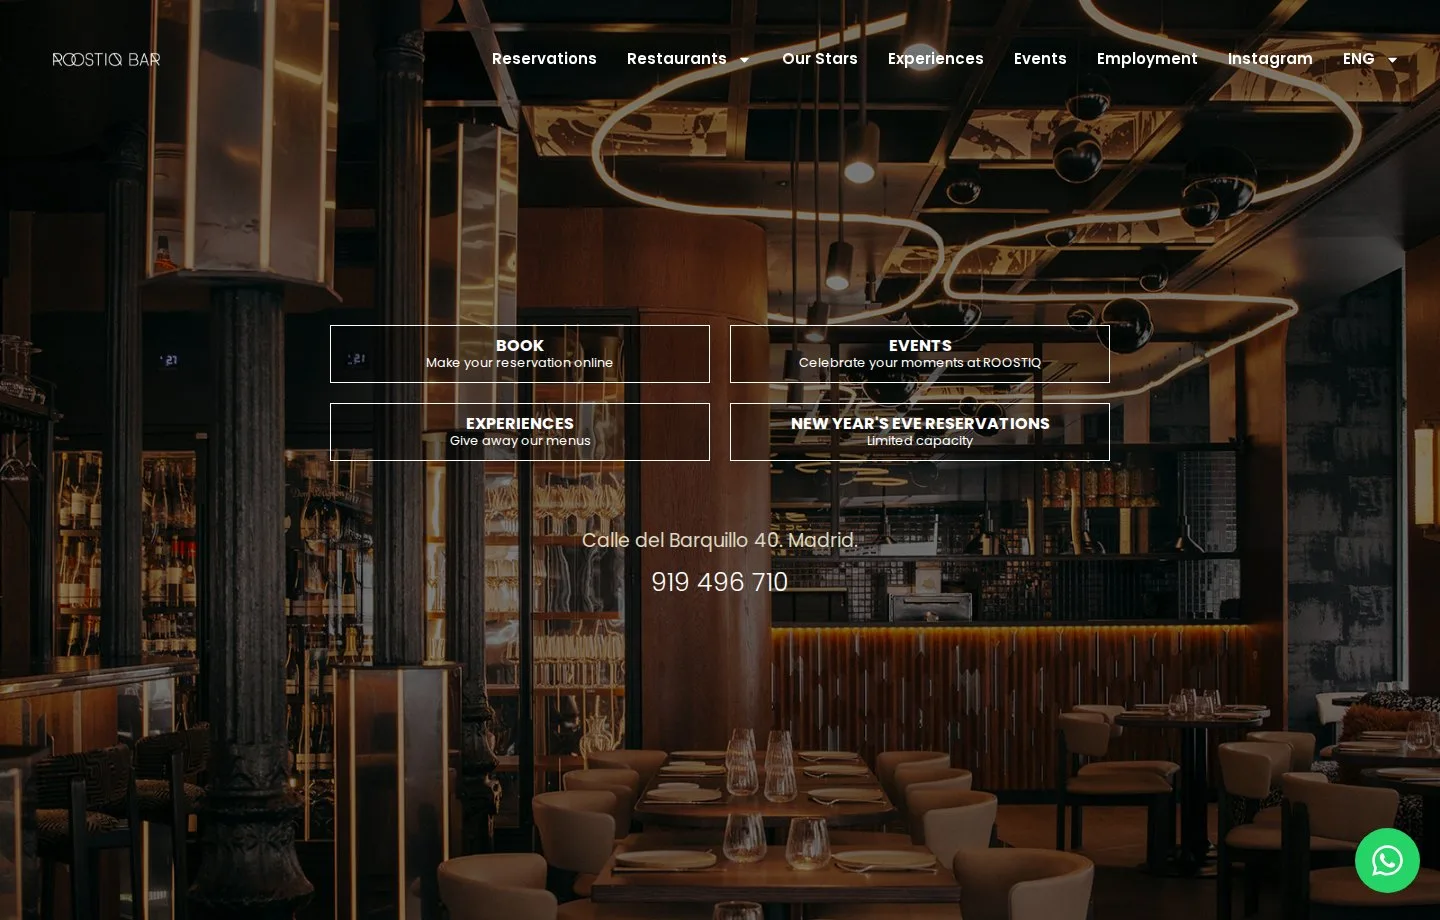 ROOSTIQ BAR
Reservations Restaurants Our Stars Experiences Events Employment Instagram ENG
BOOK
Make your reservation online
EVENTS
Celebrate your moments at ROOSTIQ
EXPERIENCES
Give away our menus
NEW YEAR'S EVE RESERVATIONS
Limited capacity
Calle del Barquillo 40. Madrid.
919 496 710